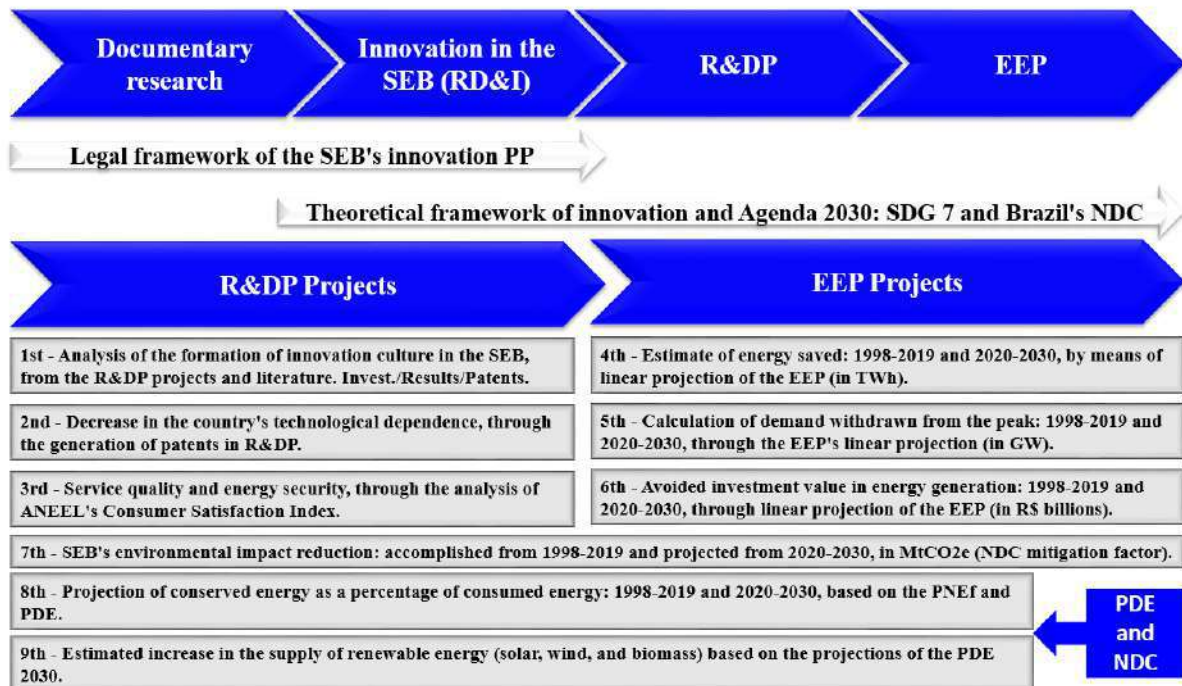 Documentary
research
Innovation in the
SEB (RD&I)
R&DP
EEP
Legal framework of the SEB's innovation PP
Theoretical framework of innovation and Agenda 2030: SDG 7 and Brazil's NDC
R&DP Projects
EEP Projects
1st - Analysis of the formation of innovation culture in the SEB,
from the R&DP projects and literature. Invest./Results/Patents.
2nd - Decrease in the country's technological dependence, through
the generation of patents in R&DP.
3rd - Service quality and energy security, through the analysis of
ANEEL's Consumer Satisfaction Index.
4th - Estimate of energy saved: 1998-2019 and 2020-2030, by means of
linear projection of the EEP (in TWh).
5th - Calculation of demand withdrawn from the peak: 1998-2019 and
2020-2030, through the EEP's linear projection (in GW).
6th - Avoided investment value in energy generation: 1998-2019 and
2020-2030, through linear projection of the EEP (in R$ billions).
7th - SEB's environmental impact reduction: accomplished from 1998-2019 and projected from 2020-2030, in MtCO2e (NDC mitigation factor).
8th - Projection of conserved energy as a percentage of consumed energy: 1998-2019 and 2020-2030, based on the PNEf and
PDE.
9th - Estimated increase in the supply of renewable energy (solar, wind, and biomass) based on the projections of the PDE
2030.
PDE
and
NDC